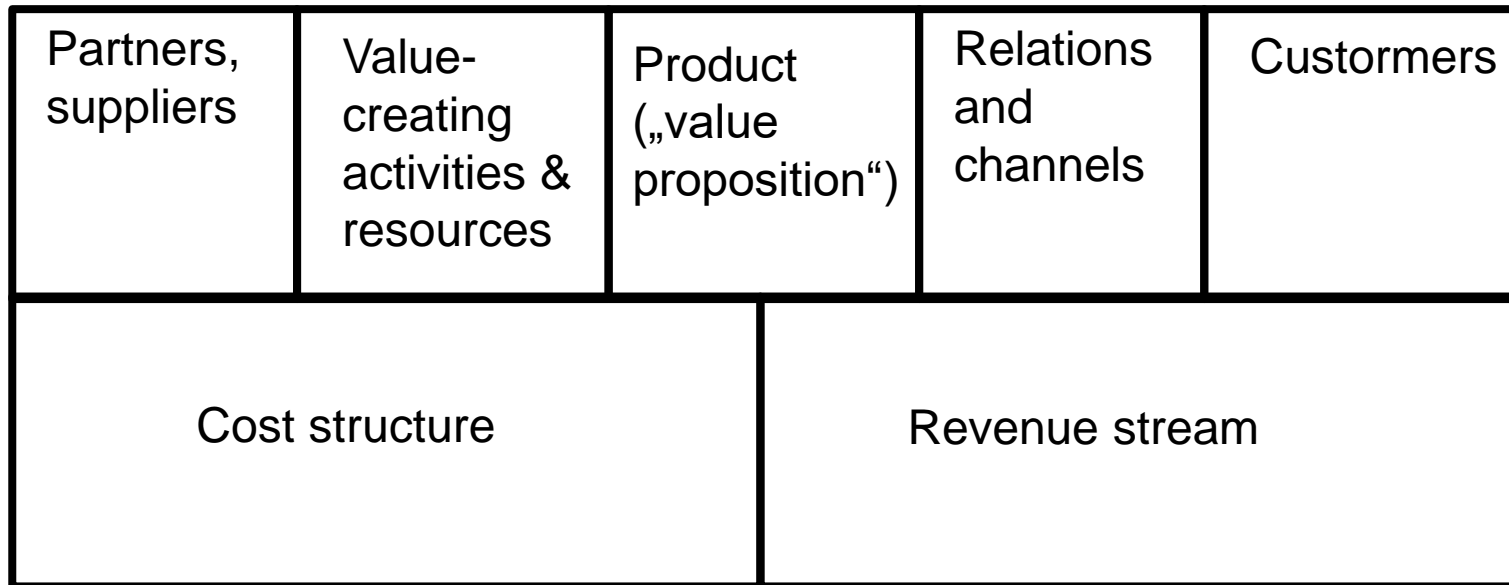 Partners,
suppliers
Value-
creating
activities &
resources
Product
(„value
proposition“)
Relations
and
channels
Custormers
Cost structure
Revenue stream